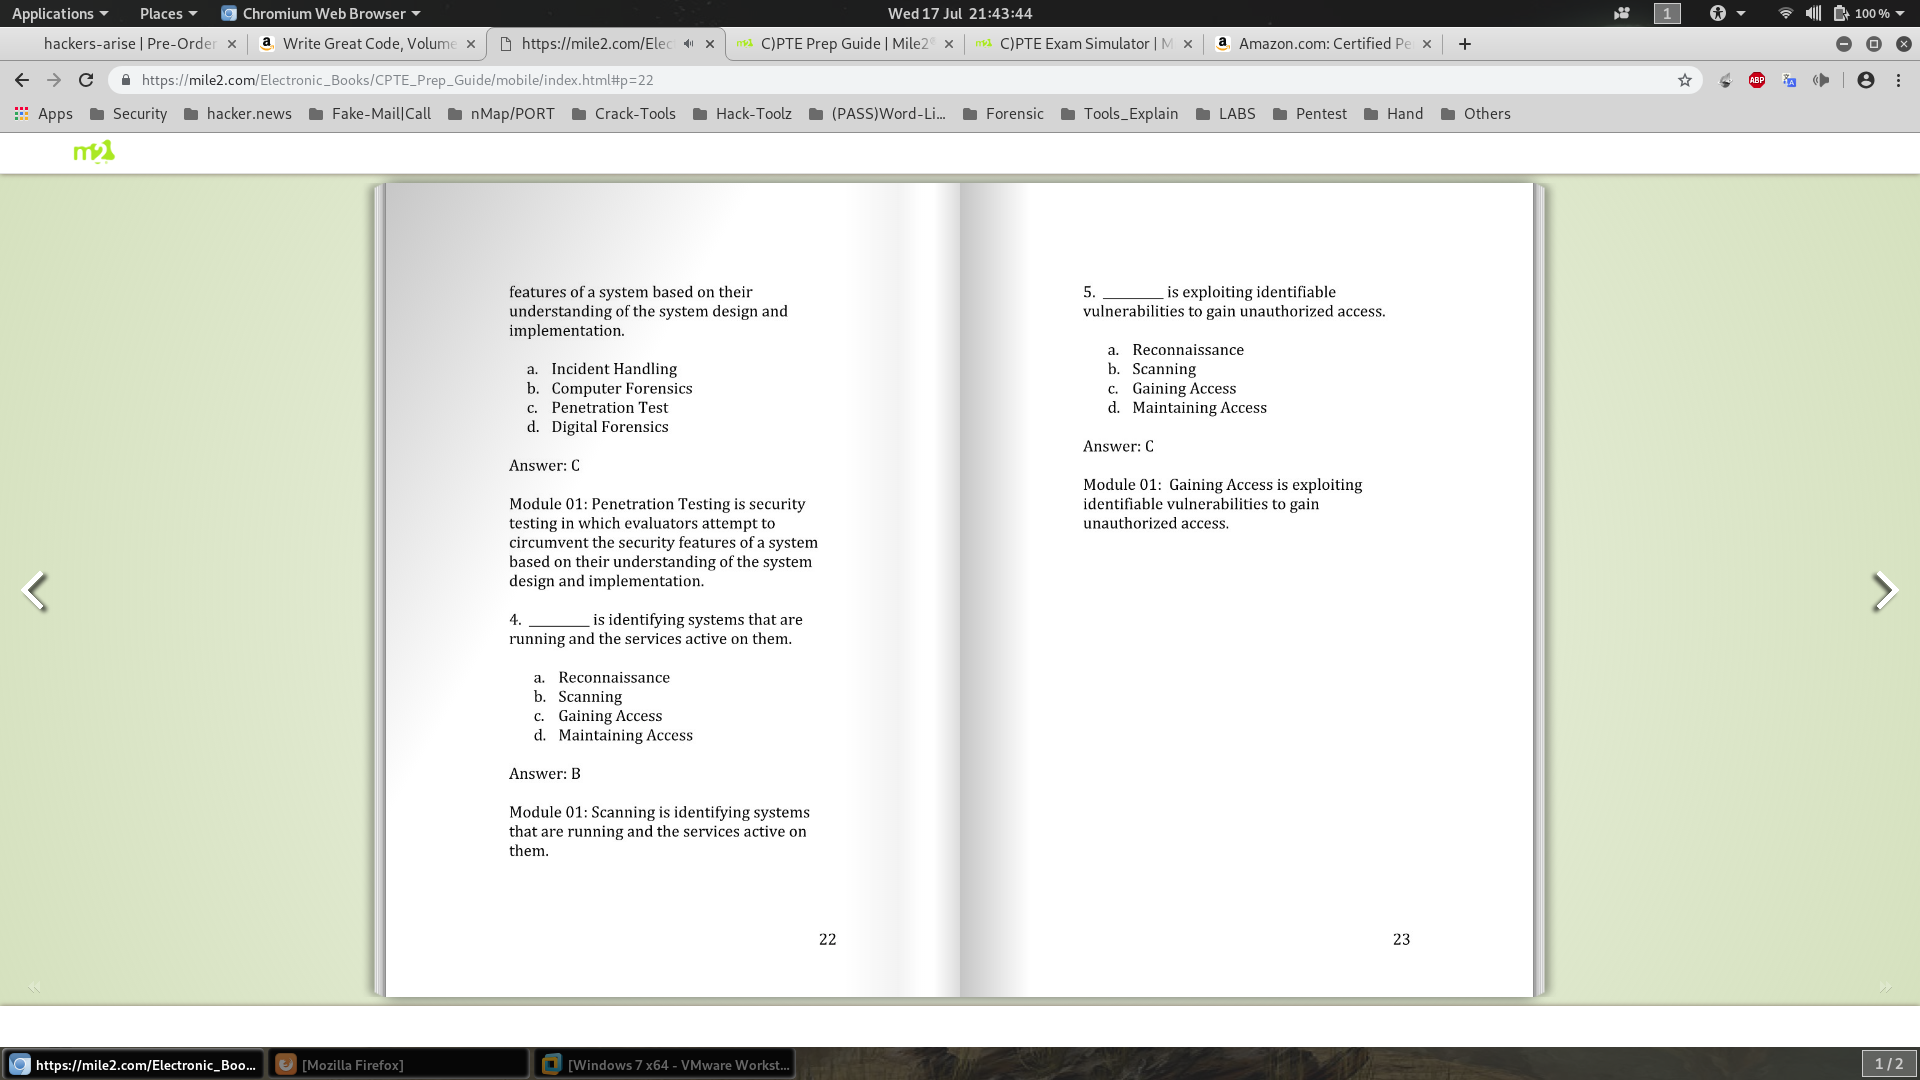 Applications Places Chromium Web Browser Wed 17 Jul 21:43:44 1 100 %
hackers-arise | Pre-Order Write Great Code, Volume https://mile2.com/Elec C)PTE Prep Guide | Mile2® C)PTE Exam Simulator | M Amazon.com: Certified Pe
https://mile2.com/Electronic_Books/CPTE_Prep_Guide/mobile/index.html#p=22 ABP
Apps Security hacker.news Fake-Mail|Call nMap/PORT Crack-Tools Hack-Toolz (PASS)Word-Li... Forensic Tools_Explain LABS Pentest Hand Others
m2
features of a system based on their
understanding of the system design and
implementation.
a. Incident Handling
b. Computer Forensics
c. Penetration Test
d. Digital Forensics
Answer: C
Module 01: Penetration Testing is security
testing in which evaluators attempt to
circumvent the security features of a system
based on their understanding of the system
design and implementation.
4. ________ is identifying systems that are
running and the services active on them.
a. Reconnaissance
b. Scanning
c. Gaining Access
d. Maintaining Access
Answer: B
Module 01: Scanning is identifying systems
that are running and the services active on
them.
22
5. ________ is exploiting identifiable
vulnerabilities to gain unauthorized access.
a. Reconnaissance
b. Scanning
c. Gaining Access
d. Maintaining Access
Answer: C
Module 01: Gaining Access is exploiting
identifiable vulnerabilities to gain
unauthorized access.
23
https://mile2.com/Electronic_Boo... [Mozilla Firefox] [Windows 7 x64 - VMware Workst... 1 / 2